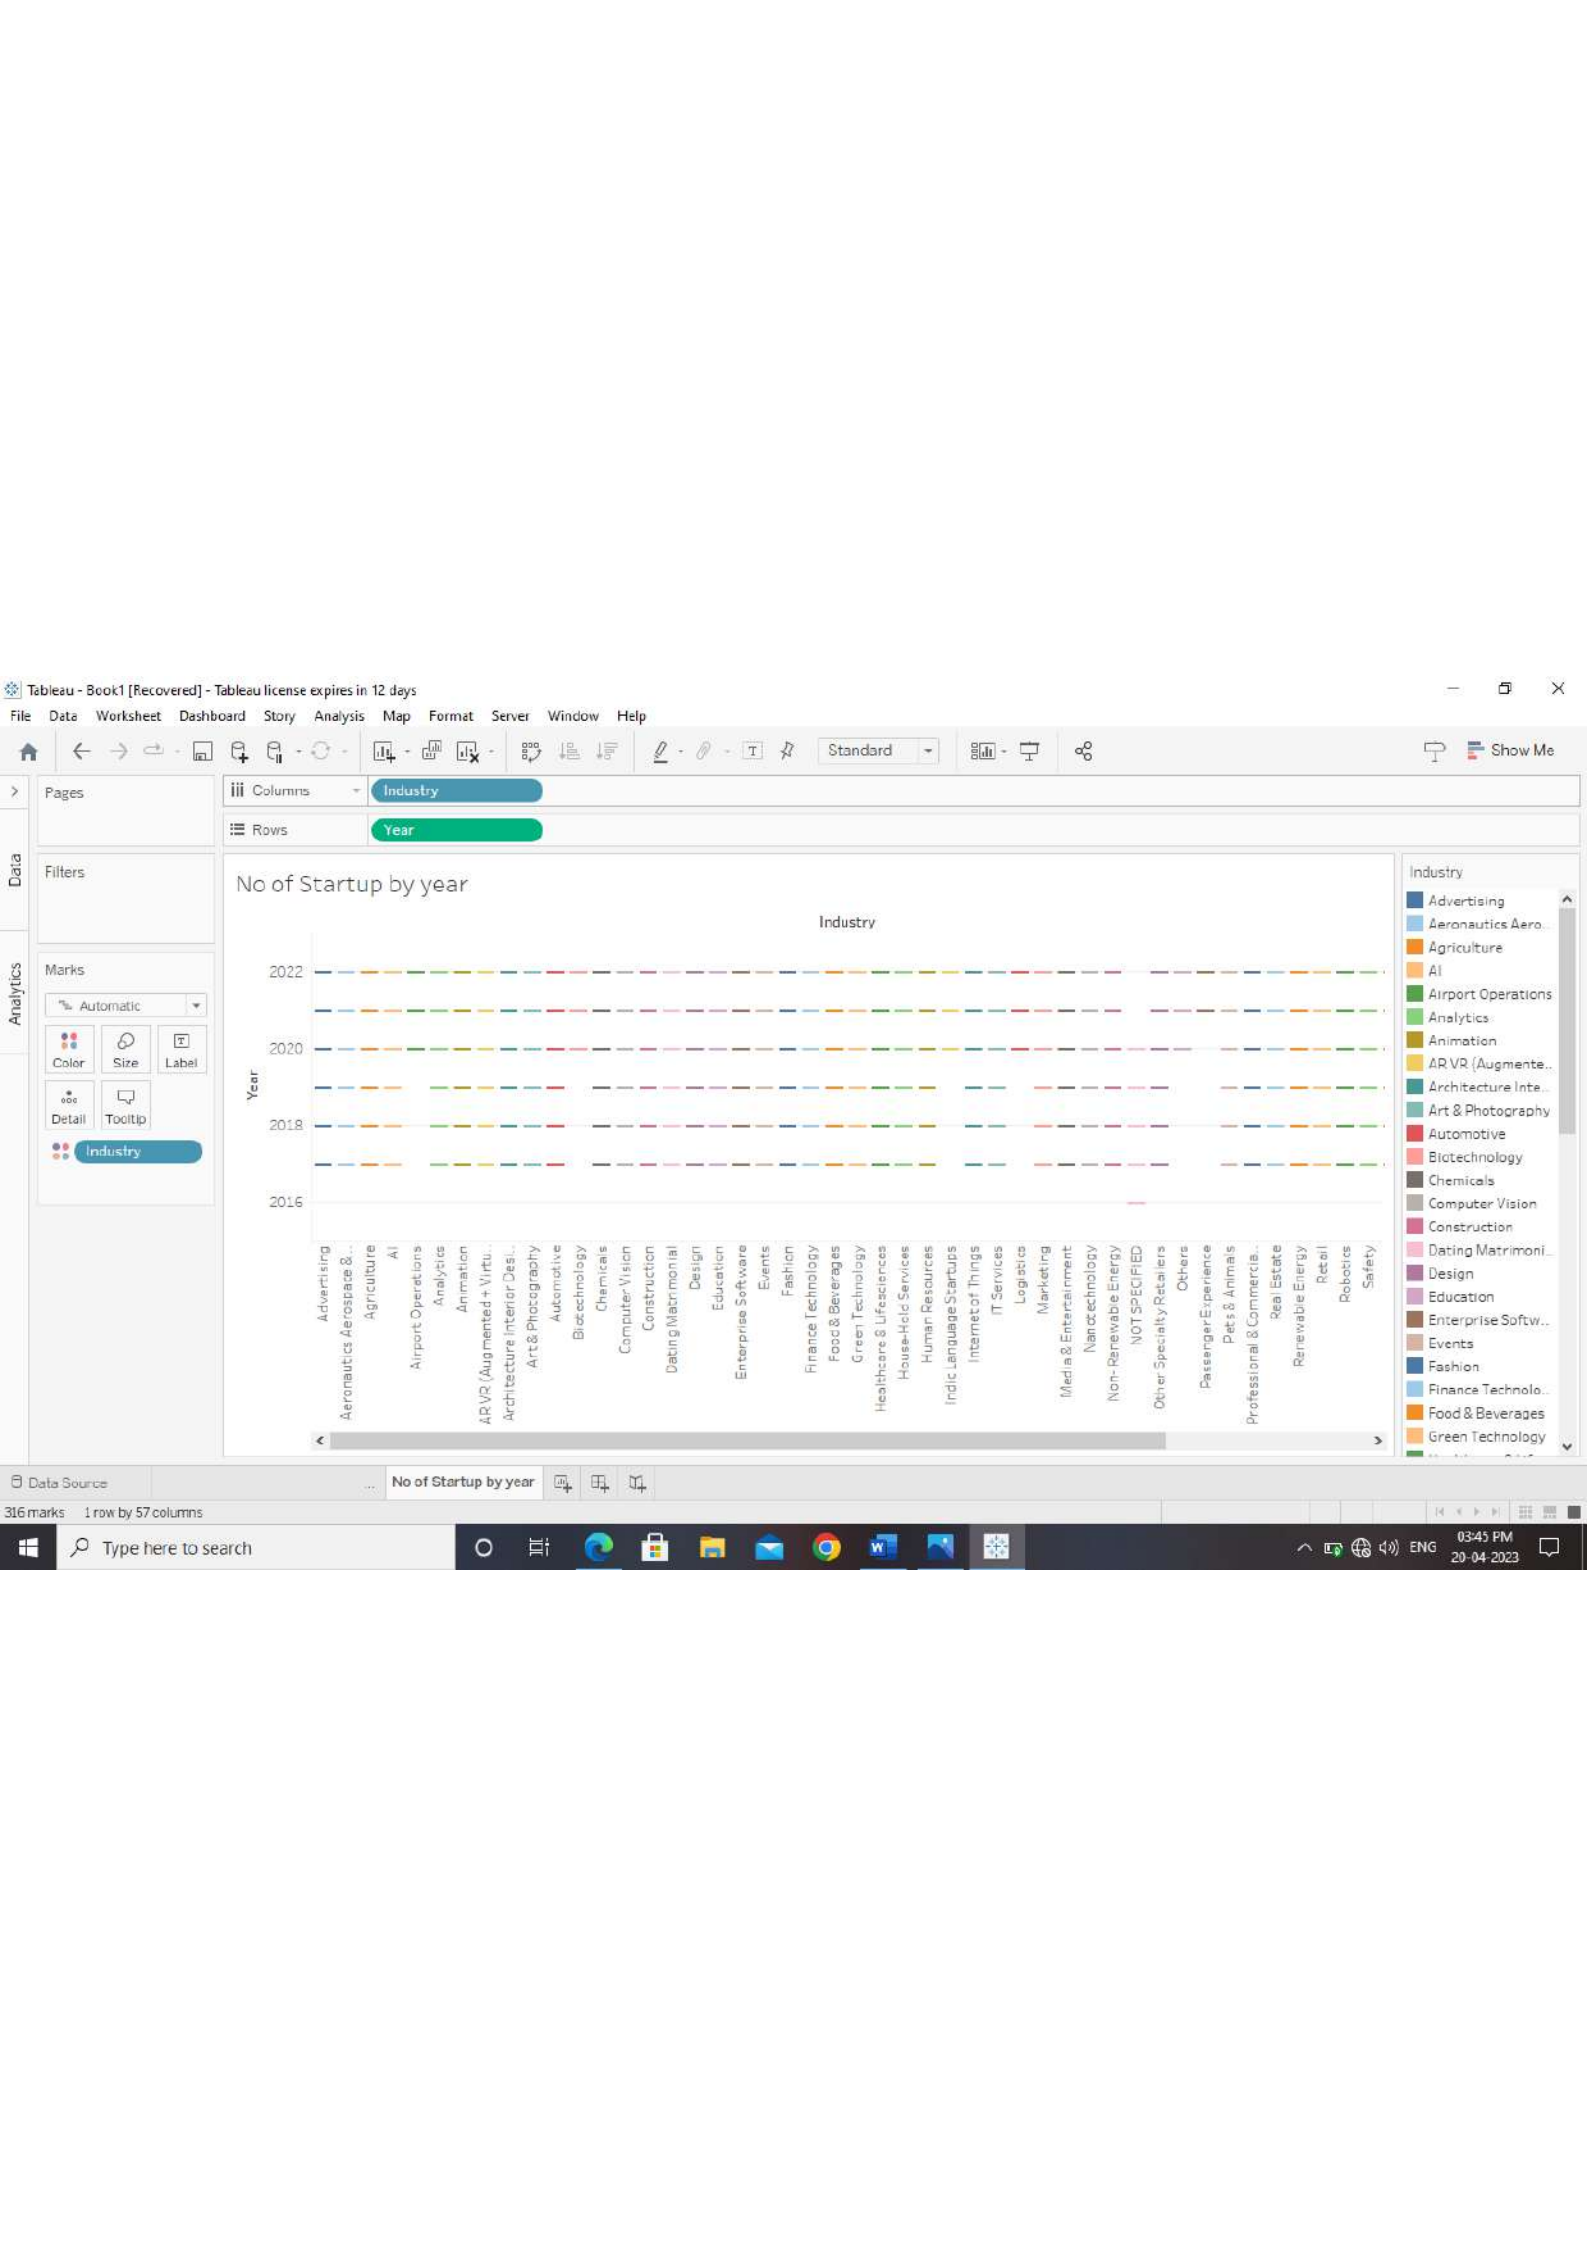 Tableau - Book1 [Recovered] - Tableau license expires in 12 days
File Data Worksheet Dashboard Story Analysis Map Format Server Window Help
Standard
Show Me
Pages
Columns
Industry
Rows
Year
Data
Analytics
Filters
Marks
Automatic
Color Size Label
Detail Tooltip
Industry
No of Startup by year
Industry
Year
2022
2020
2018
2016
Advertising
Aeronautics Aerospace &..
Agriculture
AI
Airport Operations
Analytics
Animation
AR VR (Augmented + Virtu..
Architecture Interior Desi..
Art & Photography
Automotive
Biotechnology
Chemicals
Computer Vision
Construction
Dating Matrimonial
Design
Education
Enterprise Software
Events
Fashion
Finance Technology
Food & Beverages
Green Technology
Healthcare & Lifesciences
House-Hold Services
Human Resources
Indic Language Startups
Internet of Things
IT Services
Logistics
Marketing
Media & Entertainment
Nanotechnology
Non- Renewable Energy
NOT SPECIFIED
Other Specialty Retailers
Others
Passenger Experience
Pets & Animals
Professional & Commercia..
Real Estate
Renewable Energy
Retail
Robotics
Safety
Industry
Advertising
Aeronautics Aero..
Agriculture
AI
Airport Operations
Analytics
Animation
AR VR (Augmente..
Architecture Inte..
Art & Photography
Automotive
Biotechnology
Chemicals
Computer Vision
Construction
Dating Matrimoni..
Design
Education
Enterprise Softw..
Events
Fashion
Finance Technolo..
Food & Beverages
Green Technology
Data Source
... No of Startup by year
316 marks 1 row by 57 columns
Type here to search
ENG
03:45 PM
20-04-2023